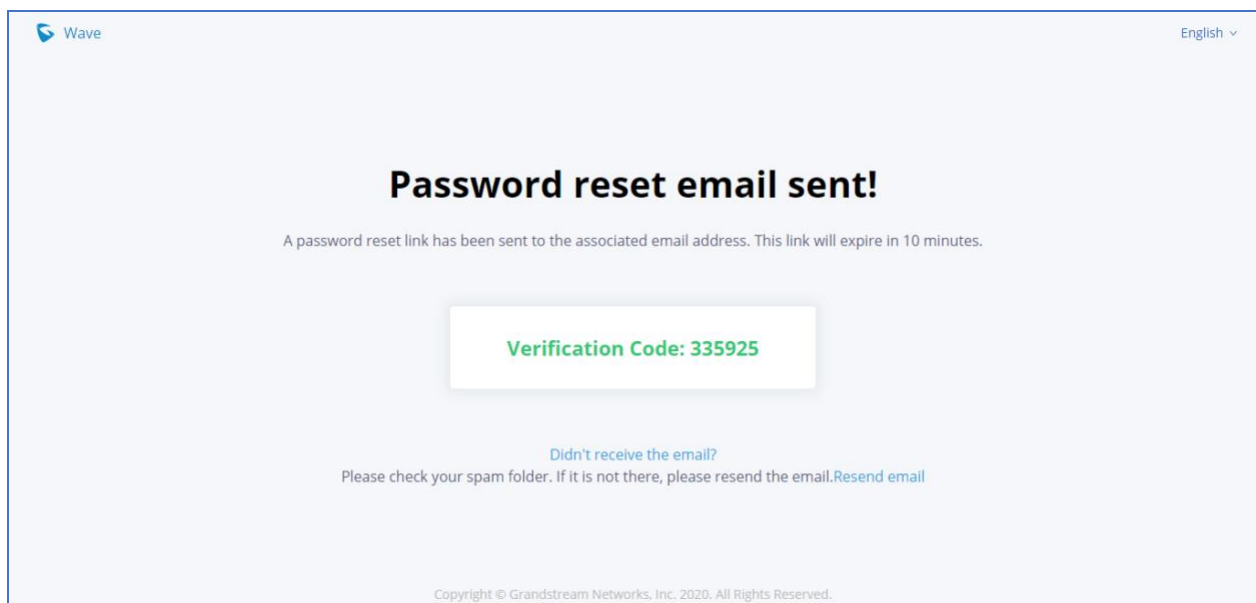 Wave
English
Password reset email sent!
A password reset link has been sent to the associated email address. This link will expire in 10 minutes.
Verification Code: 335925
Didn't receive the email?
Please check your spam folder. If it is not there, please resend the email.Resend email
Copyright © Grandstream Networks, Inc. 2020. All Rights Reserved.